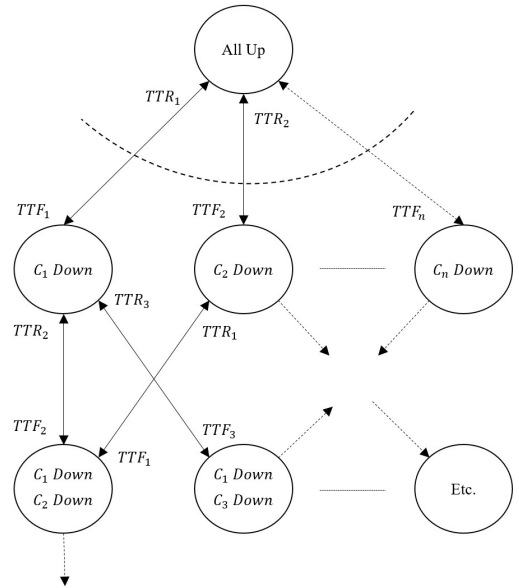 All Up
TTR₁
TTR₂
TTF₁
TTF₂
TTFₙ
C₁ Down
C₂ Down
Cₙ Down
TTR₃
TTR₂
TTR₁
TTF₂
TTF₃
TTF₁
C₁ Down
C₂ Down
C₁ Down
C₃ Down
Etc.